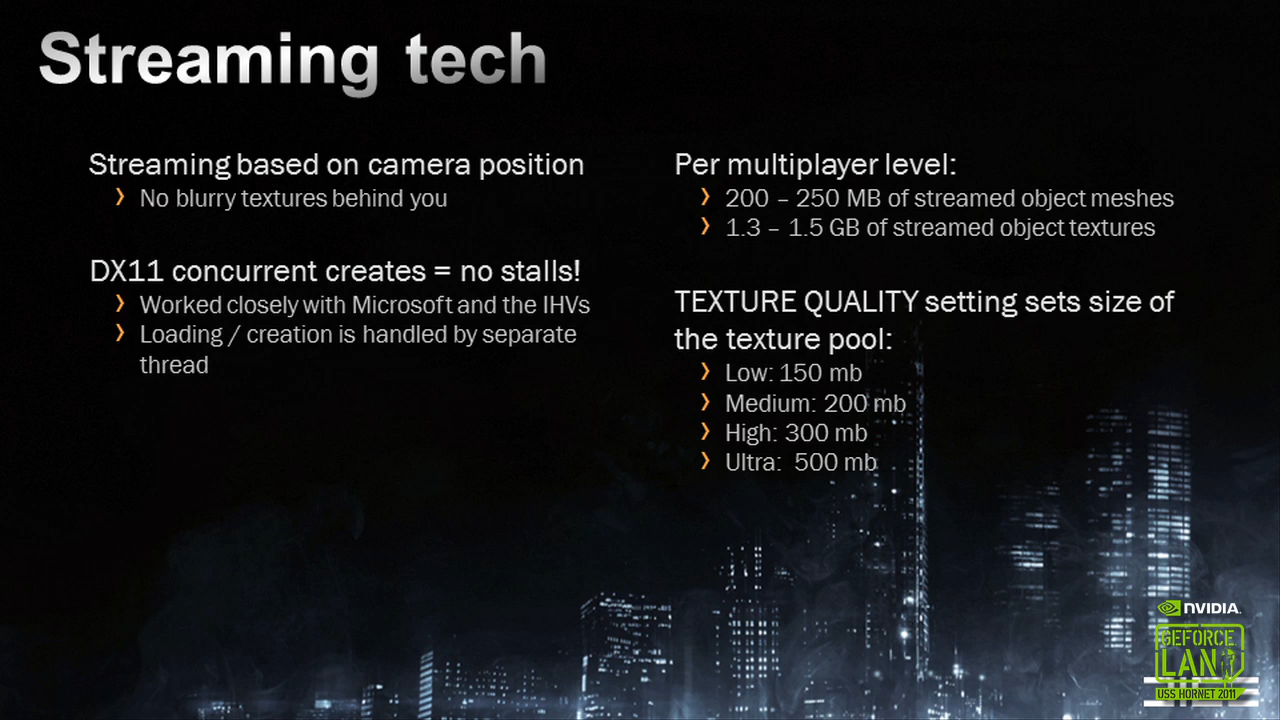 Streaming tech
Streaming based on camera position
› No blurry textures behind you
DX11 concurrent creates = no stalls!
› Worked closely with Microsoft and the IHVs
› Loading / creation is handled by separate
thread
Per multiplayer level:
› 200 – 250 MB of streamed object meshes
› 1.3 – 1.5 GB of streamed object textures
TEXTURE QUALITY setting sets size of
the texture pool:
› Low: 150 mb
› Medium: 200 mb
› High: 300 mb
› Ultra: 500 mb
NVIDIA.
GEFORCE
LAN
USS HORNET 2011